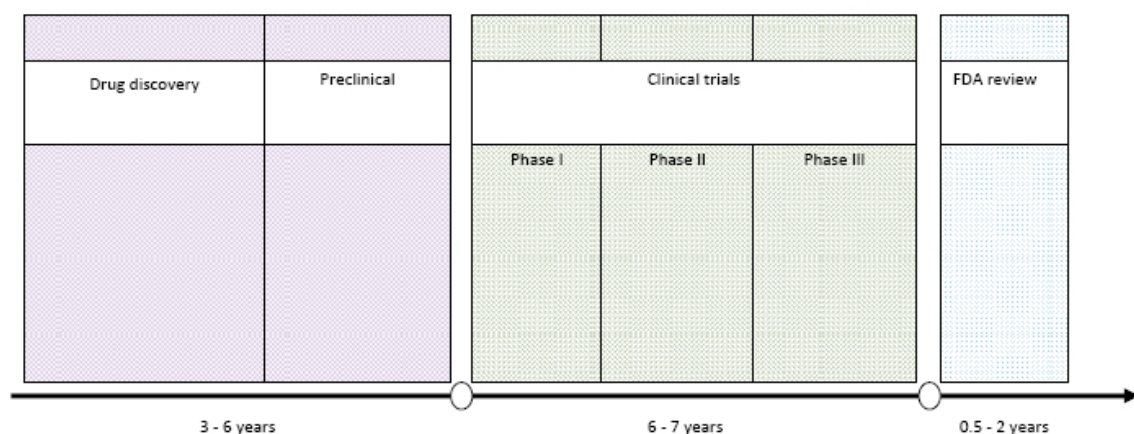 Drug discovery
Preclinical
Clinical trials
FDA review
Phase I
Phase II
Phase III
3 - 6 years
6 - 7 years
0.5 - 2 years